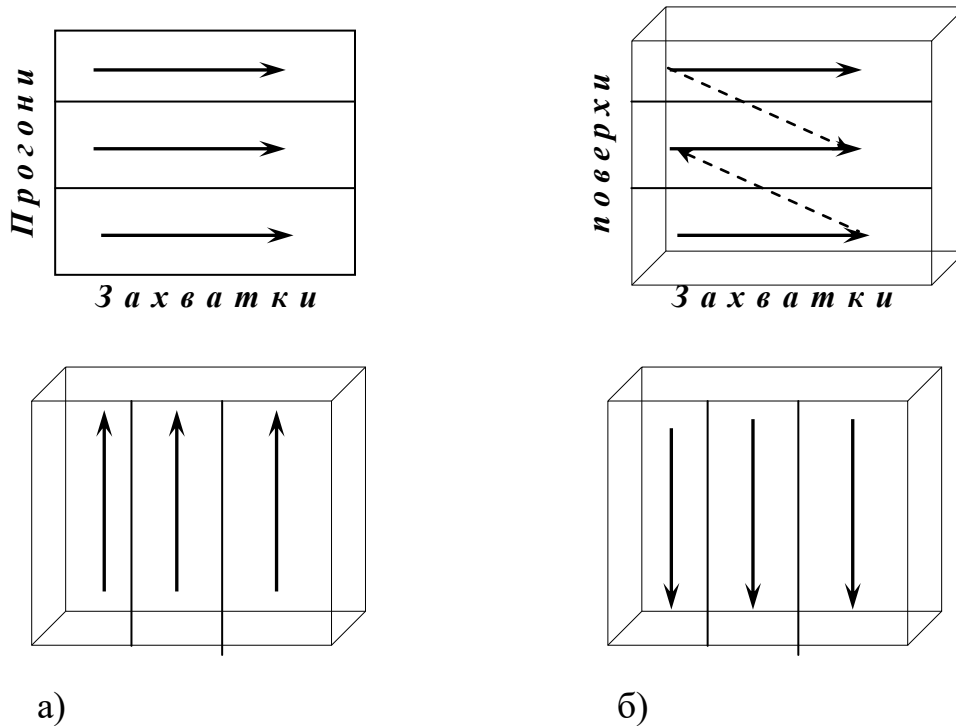 Прогони
Захватки
поверхи
Захватки
а)
б)